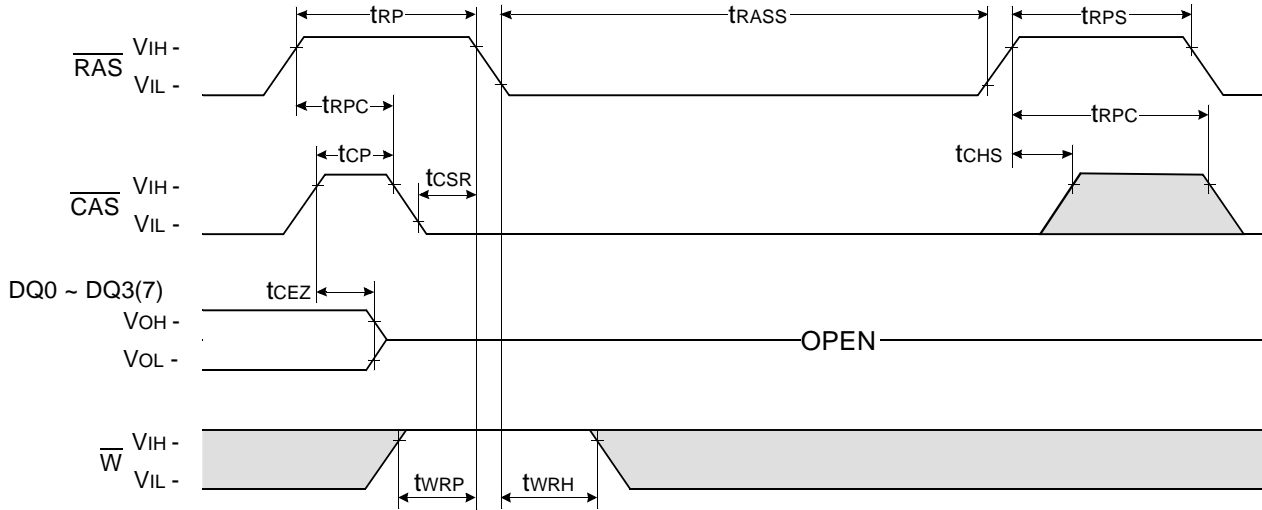 tRP
tRASS
tRPS
RAS
VIH -
VIL -
tRPC
tRPC
tCP
tCSR
tCHS
CAS
VIH -
VIL -
DQ0 ~ DQ3(7)
tCEZ
VOH -
VOL -
OPEN
W
VIH -
VIL -
tWRP
tWRH